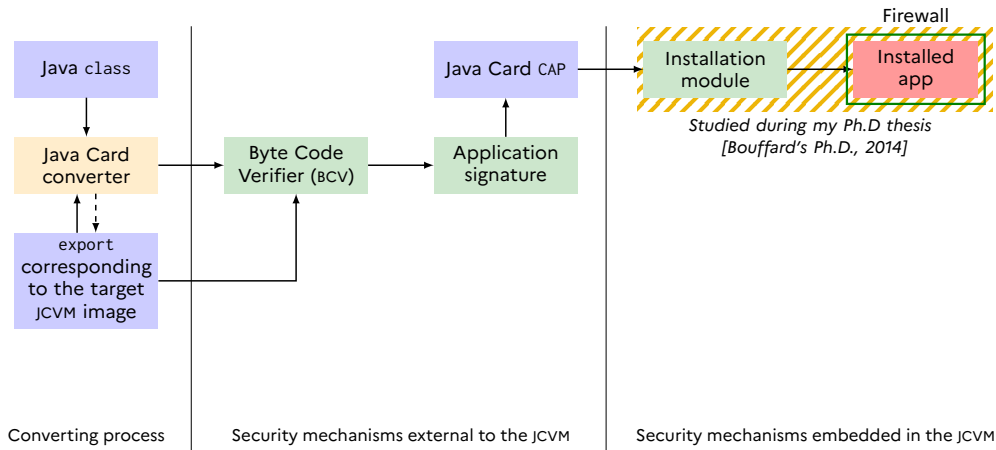 Firewall
Java class
Java Card CAP
Installation
module
Installed
app
Studied during my Ph.D thesis
[Bouffard's Ph.D., 2014]
Java Card
converter
Byte Code
Verifier (BCV)
Application
signature
export
corresponding
to the target
JCVM image
Converting process
Security mechanisms external to the JCVM
Security mechanisms embedded in the JCVM